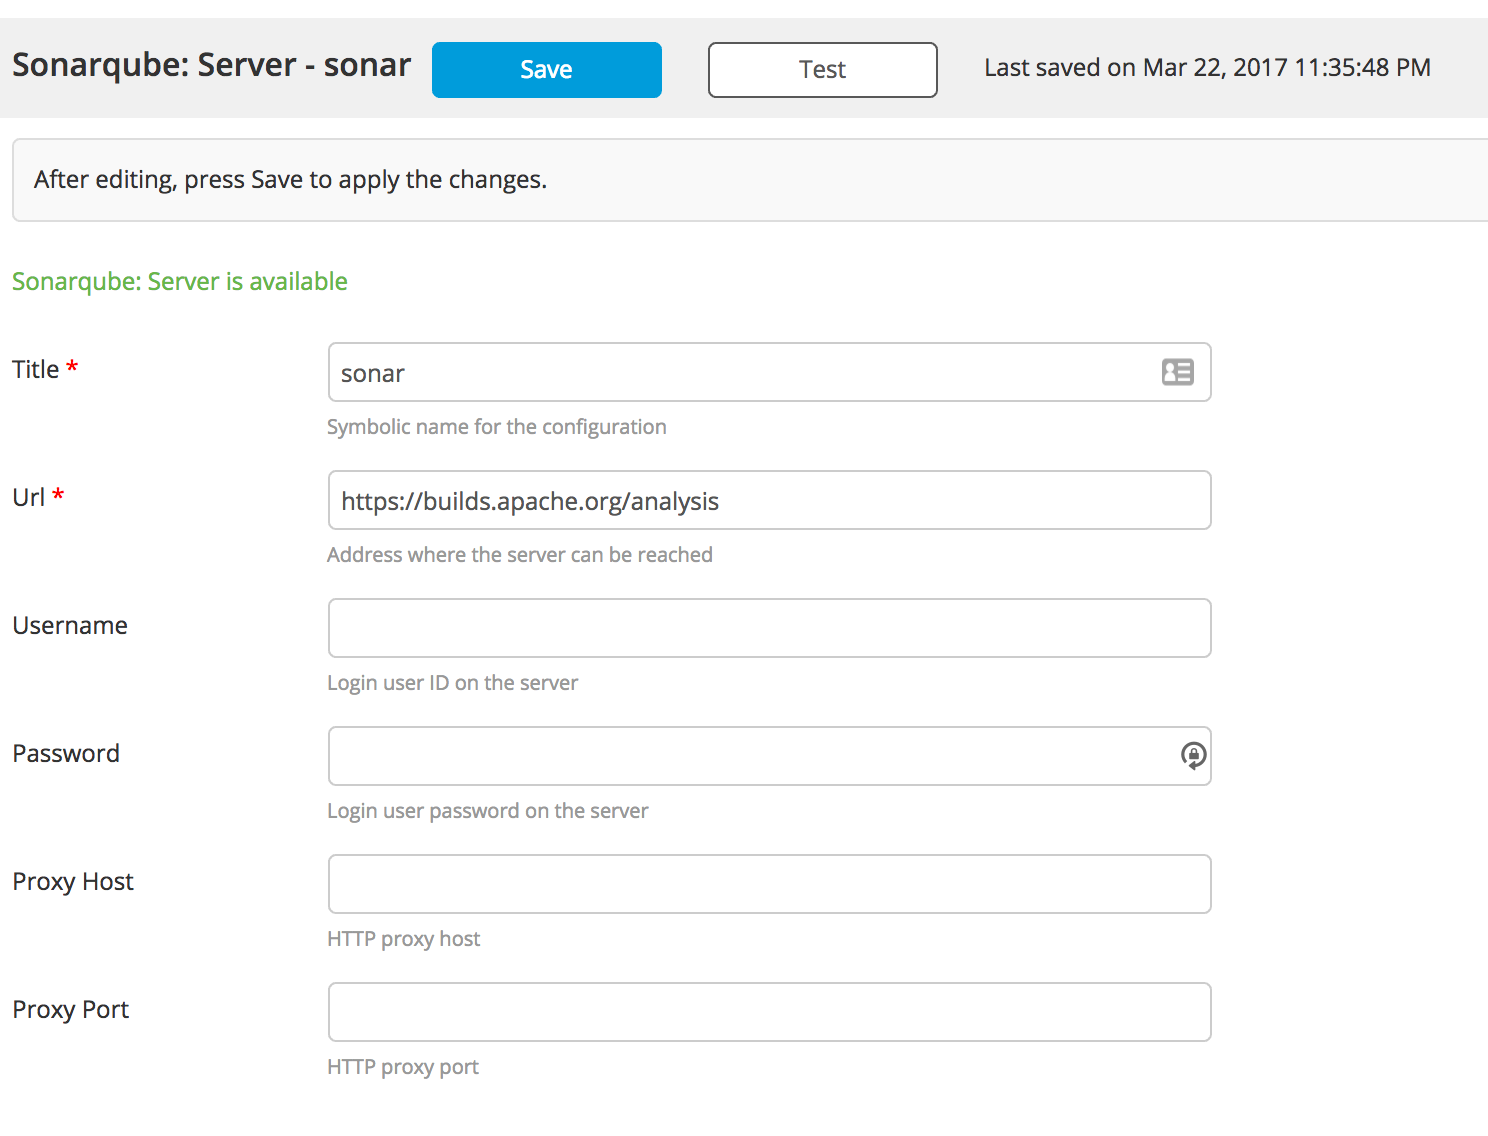 Sonarqube: Server - sonar
Save
Test
Last saved on Mar 22, 2017 11:35:48 PM
After editing, press Save to apply the changes.
Sonarqube: Server is available
Title *
sonar
Symbolic name for the configuration
Url *
https://builds.apache.org/analysis
Address where the server can be reached
Username
Login user ID on the server
Password
Login user password on the server
Proxy Host
HTTP proxy host
Proxy Port
HTTP proxy port